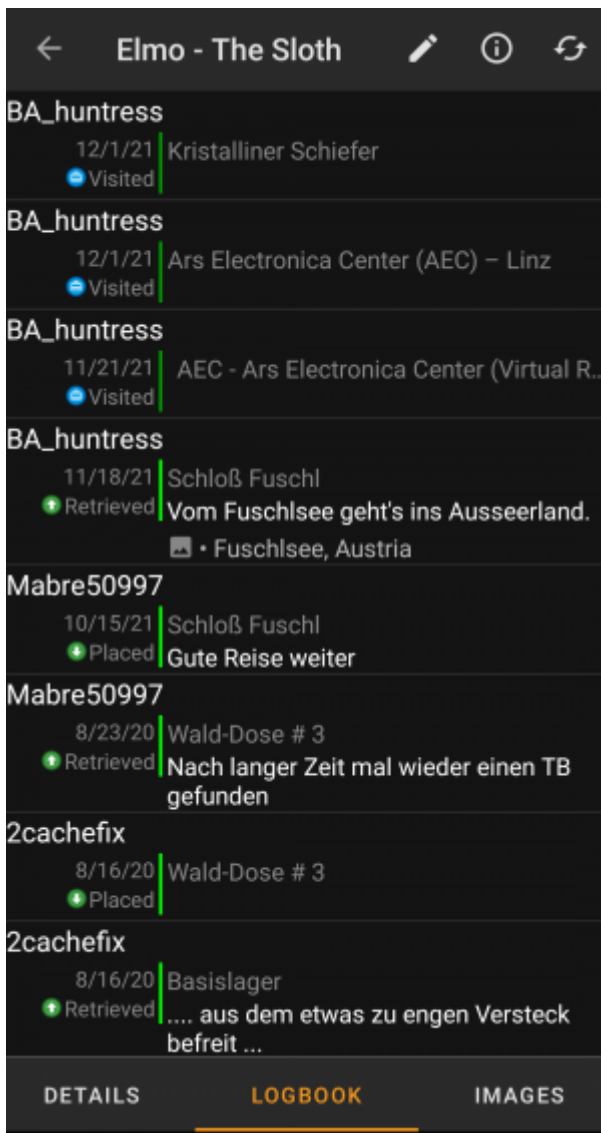 Elmo - The Sloth
BA_huntress
12/1/21 Kristalliner Schiefer
Visited
BA_huntress
12/1/21 Ars Electronica Center (AEC) – Linz
Visited
BA_huntress
11/21/21 AEC - Ars Electronica Center (Virtual R..
Visited
BA_huntress
11/18/21 Schloß Fuschl
Retrieved Vom Fuschlsee geht's ins Ausseerland.
• Fuschlsee, Austria
Mabre50997
10/15/21 Schloß Fuschl
Placed Gute Reise weiter
Mabre50997
8/23/20 Wald-Dose # 3
Retrieved Nach langer Zeit mal wieder einen TB
gefunden
2cachefix
8/16/20 Wald-Dose # 3
Placed
2cachefix
8/16/20 Basislager
Retrieved .... aus dem etwas zu engen Versteck
befreit ...
DETAILS LOGBOOK IMAGES